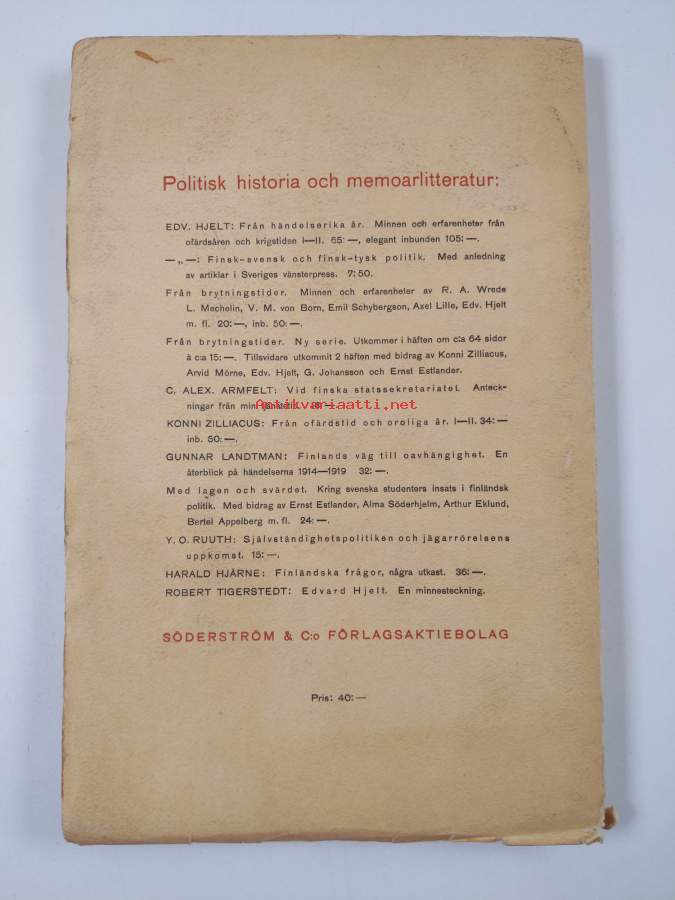 Politisk historia och memoarlitteratur:
EDV. HJELT: Från händelserika år. Minnen och erfarenheter från
ofärdsåren och krigstiden I—II. 65: —, elegant inbunden 105: —.
— „ —: Finsk-svensk och finsk-tysk politik. Med anledning
av artiklar i Sveriges vänsterpress. 7: 50.
Från brytningstider. Minnen och erfarenheter av R. A. Wrede
L. Mechelin, V. M. von Born, Emil Schybergson, Axel Lille, Edv. Hjelt
m. fl. 20: —, inb. 50: —.
Från brytningstider. Ny serie. Utkommer i häften om c:a 64 sidor
à c:a 15: —. Tillsvidare utkommit 2 häften med bidrag av Konni Zilliacus,
Arvid Mörne, Edv. Hjelt, G. Johansson och Ernst Estlander.
C. ALEX. ARMFELT: Vid finska statssekretariatet. Anteck-
ningar från min
Antikvariaatti.net
KONNI ZILLIACUS: Från ofärdstid och oroliga år. I—II. 34: —
inb. 50: —.
GUNNAR LANDTMAN: Finlands väg till oavhängighet. En
återblick på händelserna 1914—1919 32: —.
Med lagen och svärdet. Kring svenska studenters insats i finländsk
politik. Med bidrag av Ernst Estlander, Alma Söderhjelm, Arthur Eklund,
Bertel Appelberg m. fl. 24: —.
Y. O. RUUTH: Självständighetspolitiken och jägarrörelsens
uppkomst. 15: —.
HARALD HJÄRNE: Finländska frågor, några utkast. 36: —.
ROBERT TIGERSTEDT: Edvard Hjelt. En minnesteckning.
SÖDERSTRÖM & C:o FÖRLAGSAKTIEBOLAG
Pris: 40: —